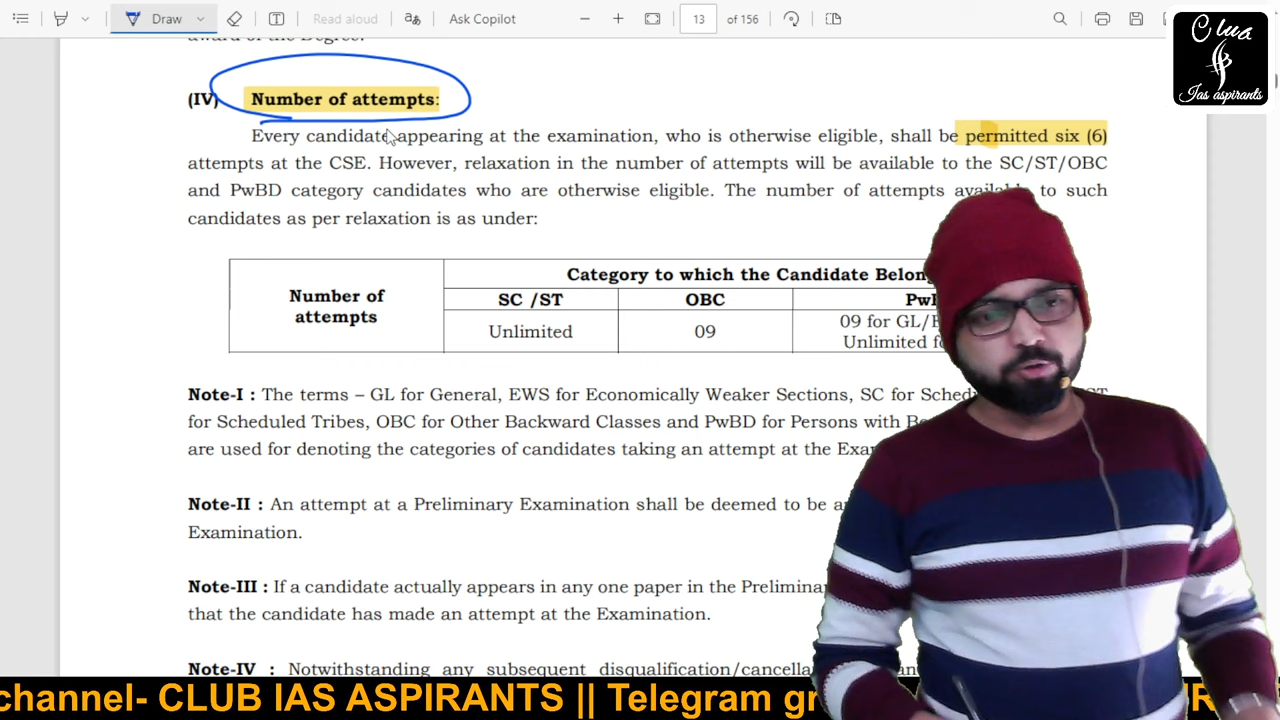 Read aloud
Draw
Ask Copilot
13
of 156
Clua
Ias aspirants
award of the Degree.
(IV) Number of attempts:
Every candidate appearing at the examination, who is otherwise eligible, shall be permitted six (6)
attempts at the CSE. However, relaxation in the number of attempts will be available to the SC/ST/OBC
and PwBD category candidates who are otherwise eligible. The number of attempts available to such
candidates as per relaxation is as under:
Category to which the Candidate
Number of
attempts
SC /ST
OBC
Unlimited
09
09 for GL/
Unlimited
Note-I : The terms – GL for General, EWS for Economically Weaker Sections, SC for
for Scheduled Tribes, OBC for Other Backward Classes and PwBD for Persons with
are used for denoting the categories of candidates taking an attempt at the
Note-II : An attempt at a Preliminary Examination shall be deemed to be
Examination.
Note-III : If a candidate actually appears in any one paper in the
that the candidate has made an attempt at the Examination.
Note-IV : Notwithstanding any subsequent
channel- CLUB IAS ASPIRANTS || Telegram